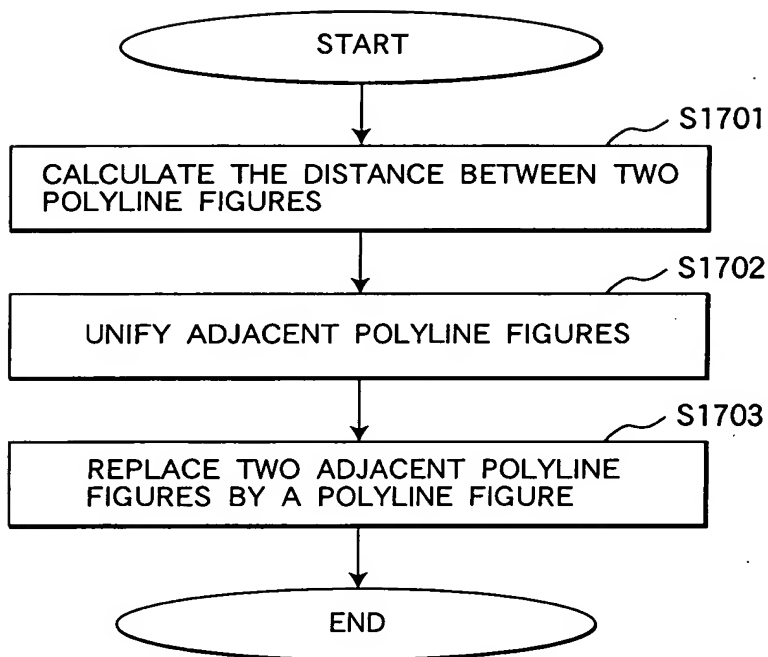 START
S1701
CALCULATE THE DISTANCE BETWEEN TWO
POLYLINE FIGURES
S1702
UNIFY ADJACENT POLYLINE FIGURES
S1703
REPLACE TWO ADJACENT POLYLINE
FIGURES BY A POLYLINE FIGURE
END